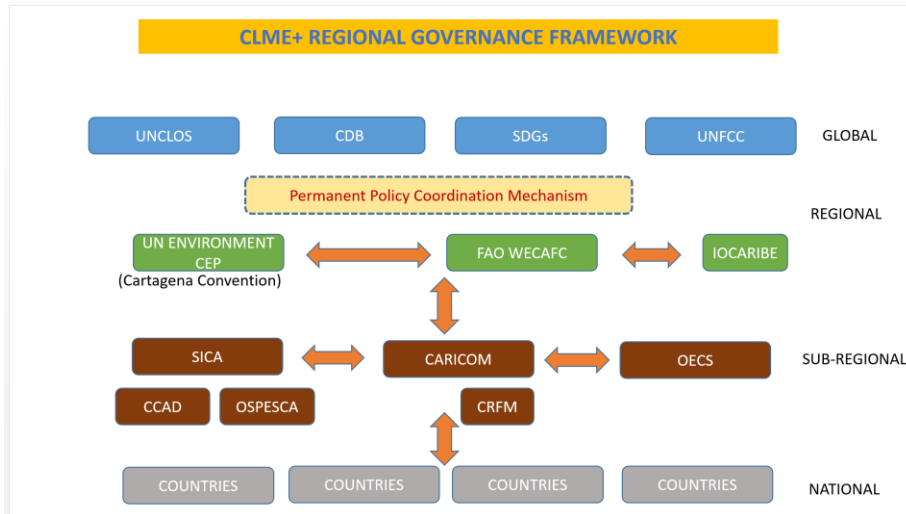 CLME+ REGIONAL GOVERNANCE FRAMEWORK
UNCLOS
CDB
SDGs
UNFCC
GLOBAL
Permanent Policy Coordination Mechanism
REGIONAL
UN ENVIRONMENT
CEP
(Cartagena Convention)
FAO WECAFC
IOCARIBE
SICA
CARICOM
OECS
SUB-REGIONAL
CCAD
OSPESCA
CRFM
COUNTRIES
COUNTRIES
COUNTRIES
COUNTRIES
NATIONAL